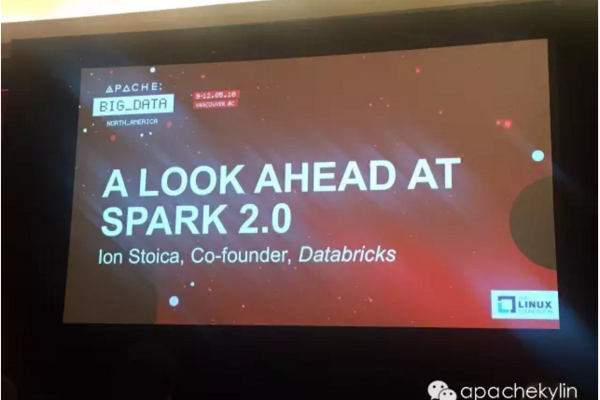 APACHE:
BIG_DATA
NORTH_AMERICA
9-12.05.16
VANCOUVER BC
A LOOK AHEAD AT
SPARK 2.0
Ion Stoica, Co-founder, Databricks
THE
LINUX
FOUNDATION
apachekylin